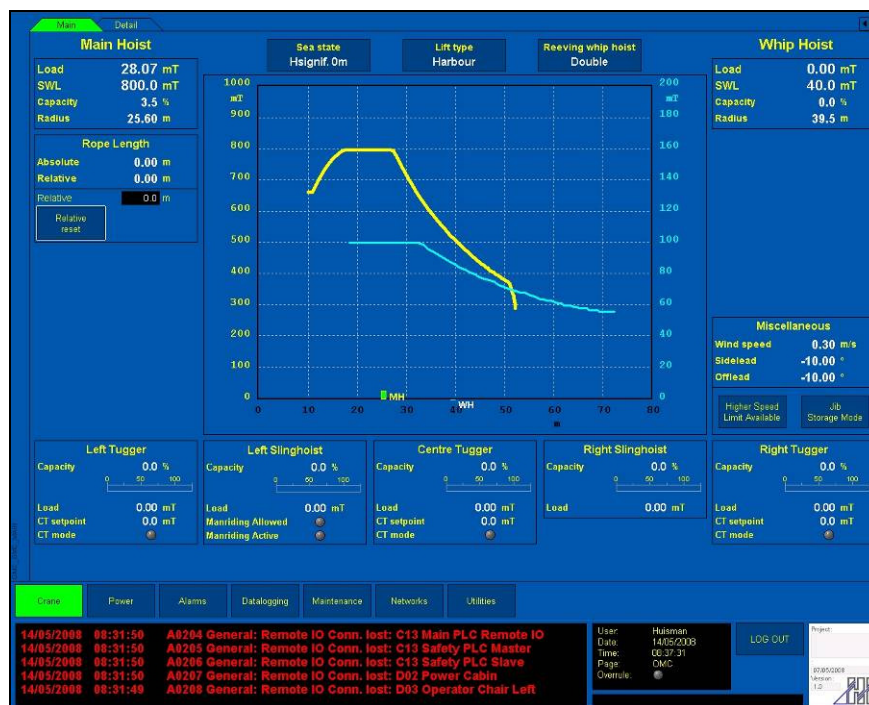 Main Detail
Main Hoist
Load 28.07 mT
SWL 800.0 mT
Capacity 3.5 %
Radius 25.60 m
Rope Length
Absolute 0.00 m
Relative 0.00 m
Relative 0.0 m
Relative
reset
Sea state
Hsignif. 0m
Lift type
Harbour
Reeving whip hoist
Double
1000
mT
900
800
700
600
500
400
300
200
100
0
200
mT
180
160
140
120
100
80
60
40
20
0
MH
WH
0 10 20 30 40 50 60 70 80
m
Whip Hoist
Load 0.00 mT
SWL 40.0 mT
Capacity 0.0 %
Radius 39.5 m
Miscellaneous
Wind speed 0.30 m/s
Sidelead -10.00 °
Offlead -10.00 °
Higher Speed
Limit Available
Jib
Storage Mode
Left Tugger
Capacity 0.0 %
0 50 100
Load 0.00 mT
CT setpoint 0.0 mT
CT mode
Left Slinghoist
Capacity 0.0 %
0 50 100
Load 0.00 mT
Manriding Allowed
Manriding Active
Centre Tugger
Capacity 0.0 %
0 50 100
Load 0.00 mT
CT setpoint 0.0 mT
CT mode
Right Slinghoist
Capacity 0.0 %
0 50 100
Load 0.00 mT
Right Tugger
Capacity 0.0 %
0 50 100
Load 0.00 mT
CT setpoint 0.0 mT
CT mode
Crane Power Alarms Datalogging Maintenance Networks Utilities
14/05/2008 08:31:50 A0204 General: Remote IO Conn. lost: C13 Main PLC Remote IO
14/05/2008 08:31:50 A0205 General: Remote IO Conn. lost: C13 Safety PLC Master
14/05/2008 08:31:50 A0206 General: Remote IO Conn. lost: C13 Safety PLC Slave
14/05/2008 08:31:50 A0207 General: Remote IO Conn. lost: D02 Power Cabin
14/05/2008 08:31:49 A0208 General: Remote IO Conn. lost: D03 Operator Chair Left
User: Huisman
Date: 14/05/2008
Time: 08:37:31
Page: OMC
Overrule:
LOG OUT
Project:
07/05/2008
Version:
1.0